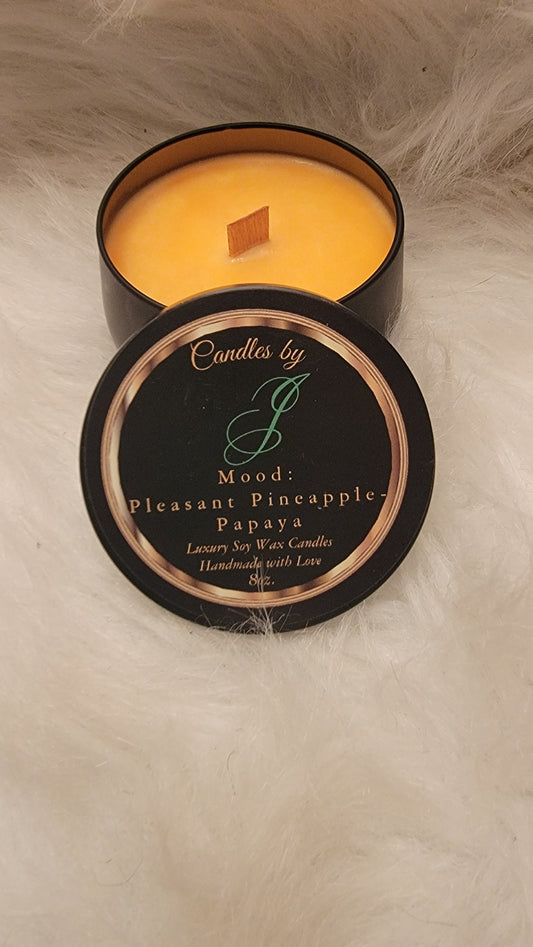 Candles by
J
Mood:
Pleasant Pineapple-
Papaya
Luxury Soy Wax Candles
Handmade with Love
8oz.